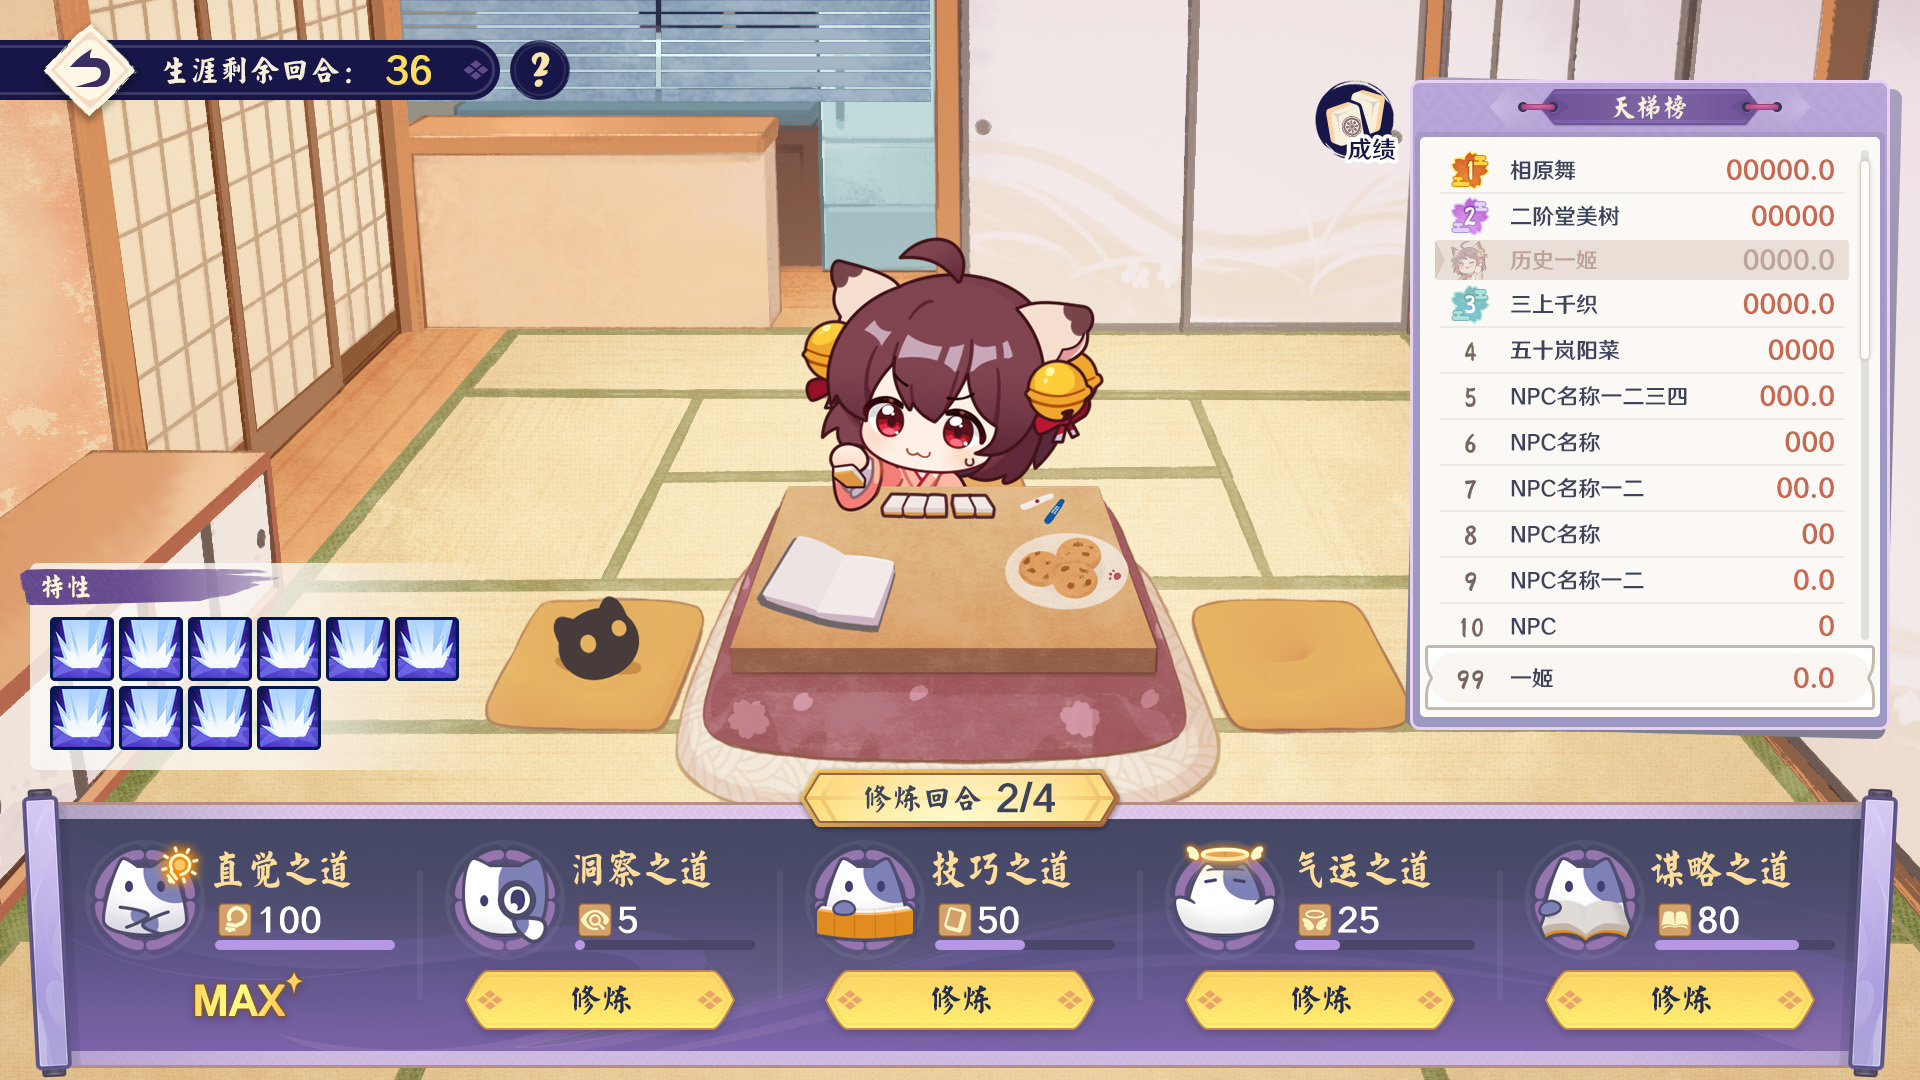 生涯剩余回合：36
?
成绩
天梯榜
1 相原舞 00000.0
2 二阶堂美树 00000
历史一姬 0000.0
3 三上千织 0000.0
4 五十岚阳菜 0000
5 NPC名称一二三四 000.0
6 NPC名称 000
7 NPC名称一二 00.0
8 NPC名称 00
9 NPC名称一二 0.0
10 NPC 0
99 一姬 0.0
特性
修炼回合 2/4
直觉之道
100
MAX
洞察之道
5
修炼
技巧之道
50
修炼
气运之道
25
修炼
谋略之道
80
修炼